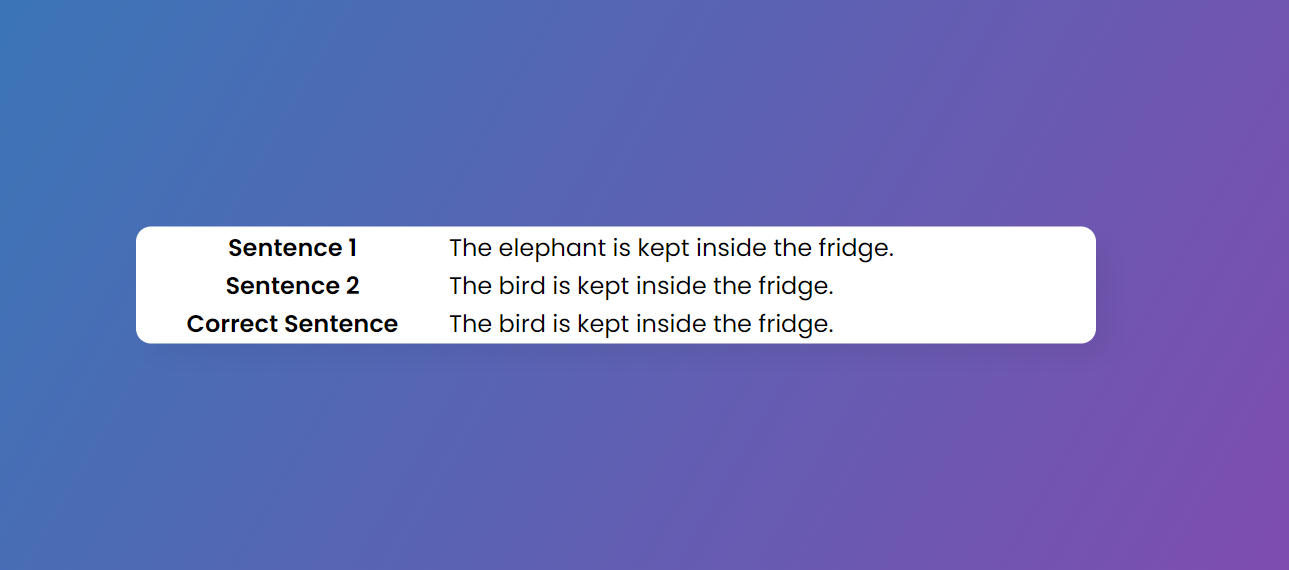 Sentence 1 The elephant is kept inside the fridge.
Sentence 2 The bird is kept inside the fridge.
Correct Sentence The bird is kept inside the fridge.